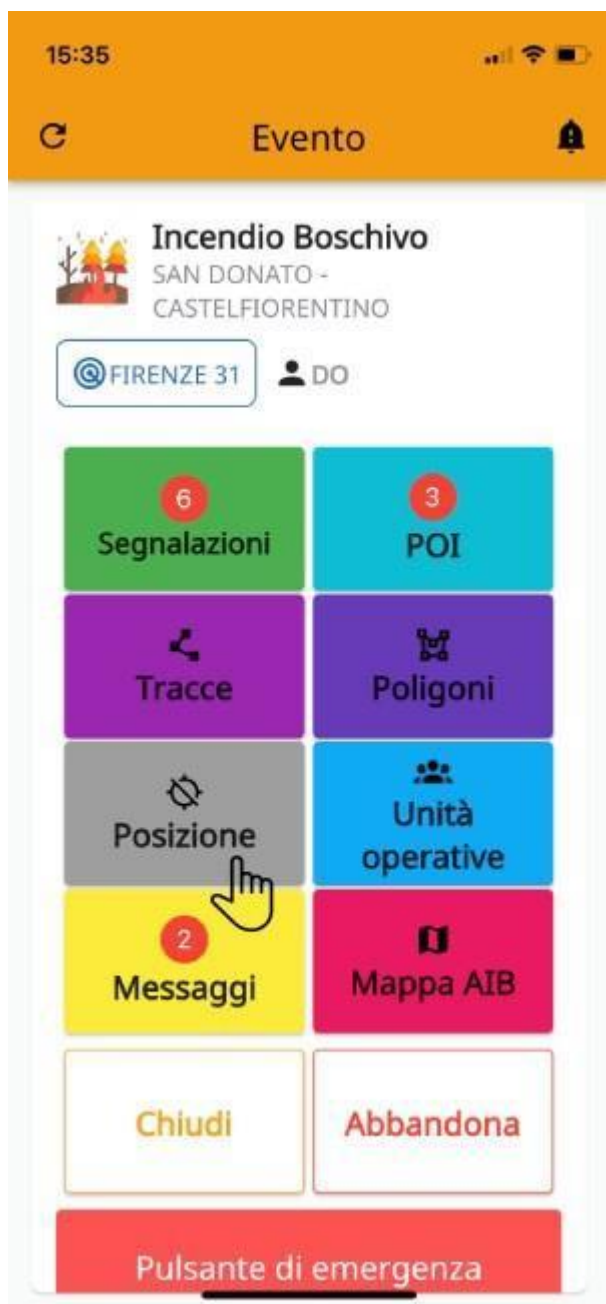 15:35
Evento
Incendio Boschivo
SAN DONATO -
CASTELFIORENTINO
FIRENZE 31 DO
6 3
Segnalazioni POI
Tracce Poligoni
Posizione Unità
operative
2
Messaggi Mappa AIB
Chiudi Abbandona
Pulsante di emergenza